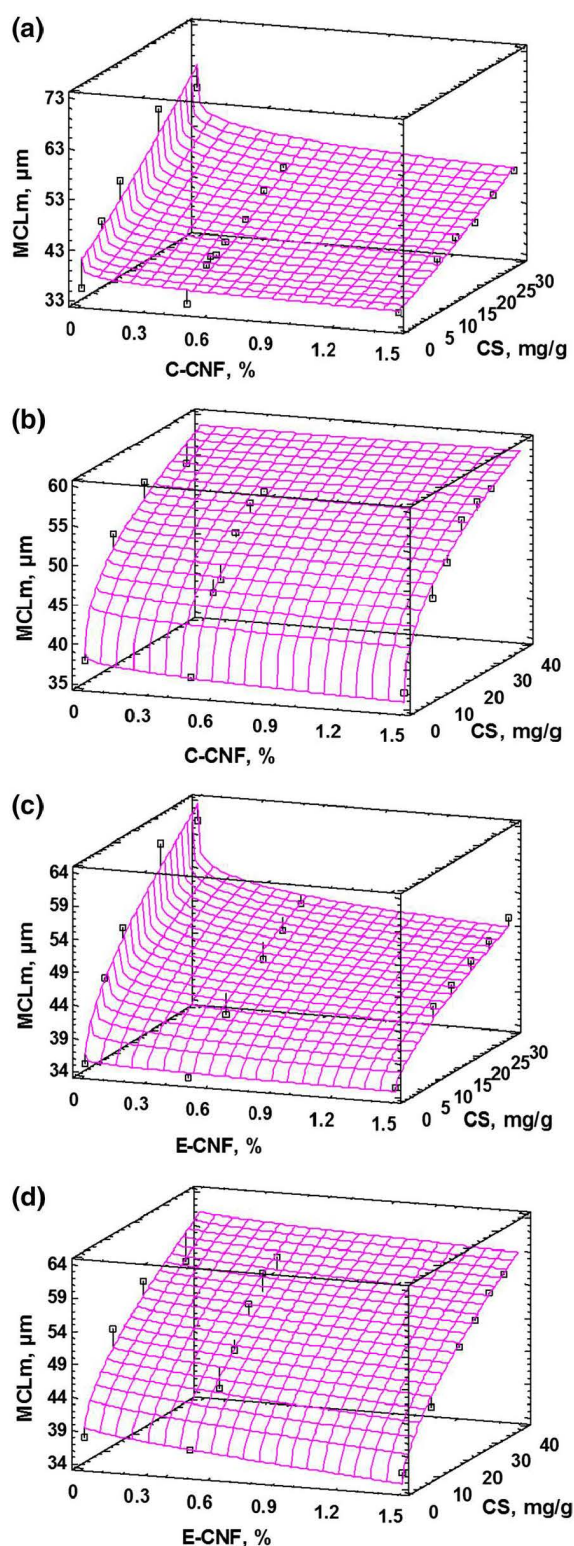 (a)
MCLm, µm
73
63
53
43
33
0 0.3 0.6 0.9 1.2 1.5
C-CNF, %
0 5 10 15 20 25 30
CS, mg/g
(b)
MCLm, µm
60
55
50
45
40
35
0 0.3 0.6 0.9 1.2 1.5
C-CNF, %
0 10 20 30 40
CS, mg/g
(c)
MCLm, µm
64
59
54
49
44
39
34
0 0.3 0.6 0.9 1.2 1.5
E-CNF, %
0 5 10 15 20 25 30
CS, mg/g
(d)
MCLm, µm
64
59
54
49
44
39
34
0 0.3 0.6 0.9 1.2 1.5
E-CNF, %
0 10 20 30 40
CS, mg/g